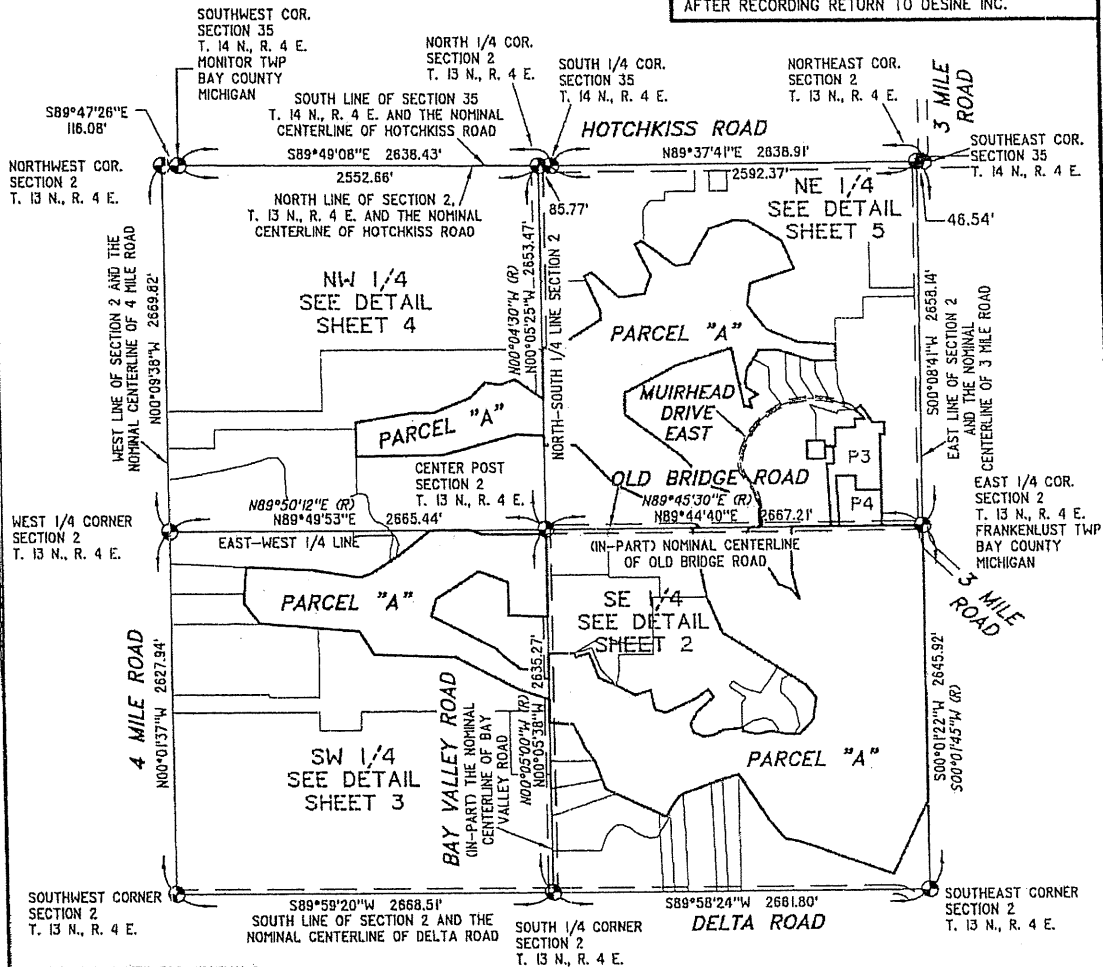 AFTER RECORDING RETURN TO DESINE INC.
SOUTHWEST COR.
SECTION 35
T. 14 N., R. 4 E.
MONITOR TWP
BAY COUNTY
MICHIGAN
NORTH 1/4 COR.
SECTION 2
T. 13 N., R. 4 E.
SOUTH 1/4 COR.
SECTION 35
T. 14 N., R. 4 E.
NORTHEAST COR.
SECTION 2
T. 13 N., R. 4 E.
3 MILE
ROAD
S89°47'26"E
116.08'
SOUTH LINE OF SECTION 35
T. 14 N., R. 4 E. AND THE NOMINAL
CENTERLINE OF HOTCHKISS ROAD
HOTCHKISS ROAD
SOUTHEAST COR.
SECTION 35
T. 14 N., R. 4 E.
NORTHWEST COR.
SECTION 2
T. 13 N., R. 4 E.
S89°49'08"E 2638.43'
N89°37'41"E 2638.91'
2552.66'
2592.37'
NORTH LINE OF SECTION 2,
T. 13 N., R. 4 E. AND THE NOMINAL
CENTERLINE OF HOTCHKISS ROAD
85.77'
46.54'
NE 1/4
SEE DETAIL
SHEET 5
WEST LINE OF SECTION 2 AND THE
NOMINAL CENTERLINE OF 4 MILE ROAD
N00°09'38"W 2669.82'
NW 1/4
SEE DETAIL
SHEET 4
N00°04'30"W (R)
N00°05'25"W 2653.47'
NORTH-SOUTH 1/4 LINE SECTION 2
PARCEL "A"
S00°08'41"W 2658.14'
EAST LINE OF SECTION 2
AND THE NOMINAL
CENTERLINE OF 3 MILE ROAD
MUIRHEAD
DRIVE
EAST
PARCEL "A"
P3
P4
CENTER POST
SECTION 2
T. 13 N., R. 4 E.
OLD BRIDGE ROAD
N89°45'30"E (R)
N89°44'40"E 2667.21'
EAST 1/4 COR.
SECTION 2
T. 13 N., R. 4 E.
FRANKENLUST TWP
BAY COUNTY
MICHIGAN
WEST 1/4 CORNER
SECTION 2
T. 13 N., R. 4 E.
N89°50'12"E (R)
N89°49'53"E 2665.44'
EAST-WEST 1/4 LINE
(IN-PART) NOMINAL CENTERLINE
OF OLD BRIDGE ROAD
3 MILE
ROAD
PARCEL "A"
SE 1/4
SEE DETAIL
SHEET 2
4 MILE ROAD
N00°01'37"W 2627.94'
SW 1/4
SEE DETAIL
SHEET 3
BAY VALLEY ROAD
(IN-PART) THE NOMINAL
CENTERLINE OF BAY
VALLEY ROAD
N00°05'00"W (R)
N00°05'38"W 2635.27'
PARCEL "A"
S00°01'22"W 2645.92'
S00°01'45"W (R)
SOUTHWEST CORNER
SECTION 2
T. 13 N., R. 4 E.
S89°59'20"W 2668.51'
SOUTH LINE OF SECTION 2 AND THE
NOMINAL CENTERLINE OF DELTA ROAD
SOUTH 1/4 CORNER
SECTION 2
T. 13 N., R. 4 E.
S89°58'24"W 2661.80'
DELTA ROAD
SOUTHEAST CORNER
SECTION 2
T. 13 N., R. 4 E.